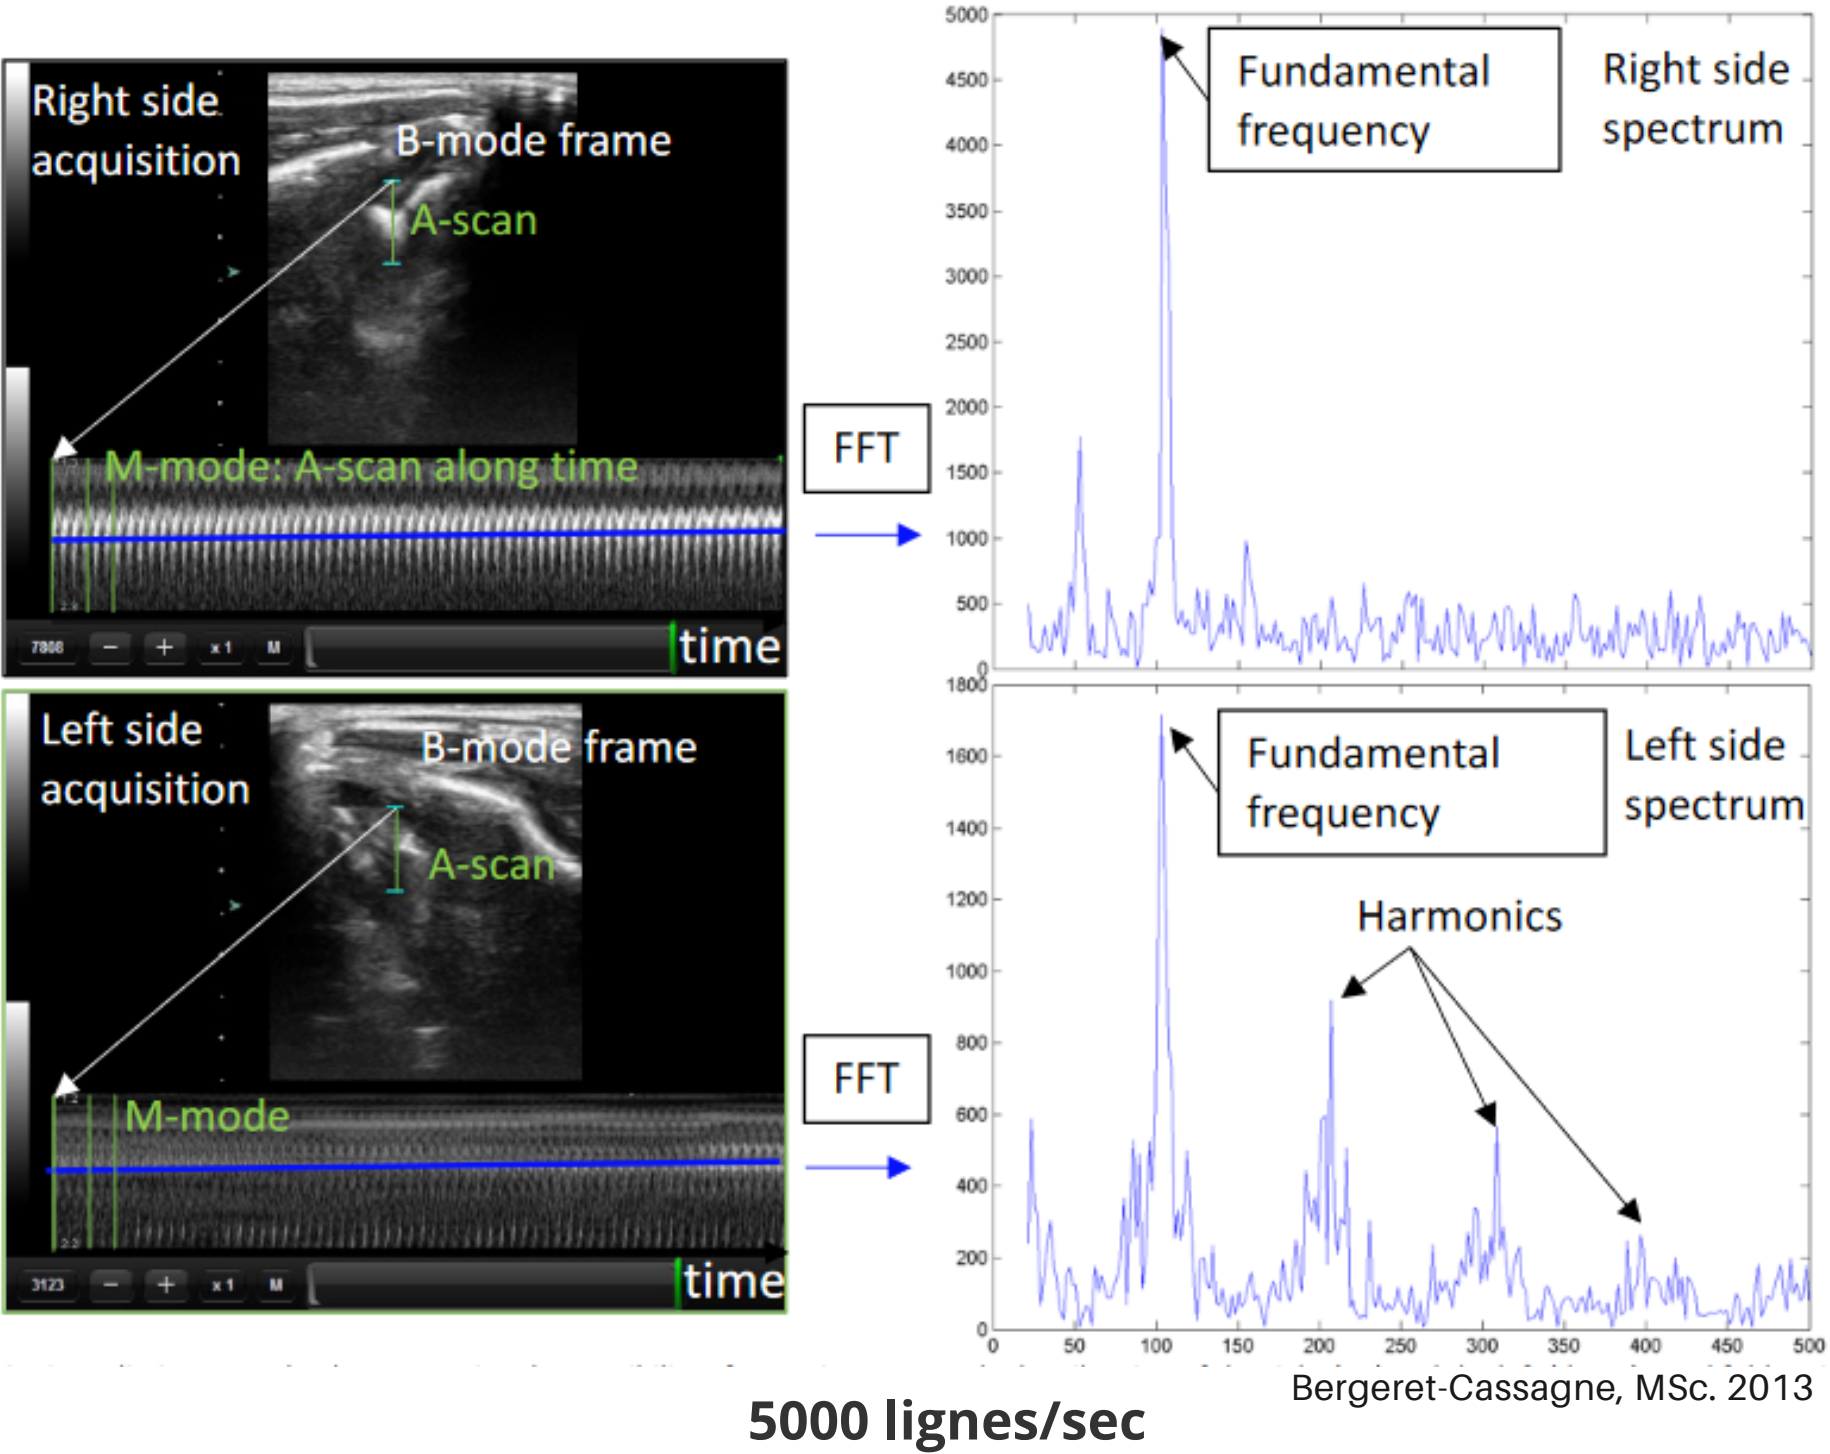 Right side
acquisition
B-mode frame
A-scan
M-mode: A-scan along time
7808 − + x 1 M
time
FFT
5000
4500
4000
3500
3000
2500
2000
1500
1000
500
0
Fundamental
frequency
Right side
spectrum
Left side
acquisition
B-mode frame
A-scan
M-mode
3123 − + x 1 M
time
FFT
1800
1600
1400
1200
1000
800
600
400
200
0
Fundamental
frequency
Left side
spectrum
Harmonics
0 50 100 150 200 250 300 350 400 450 500
Bergeret-Cassagne, MSc. 2013
5000 lignes/sec